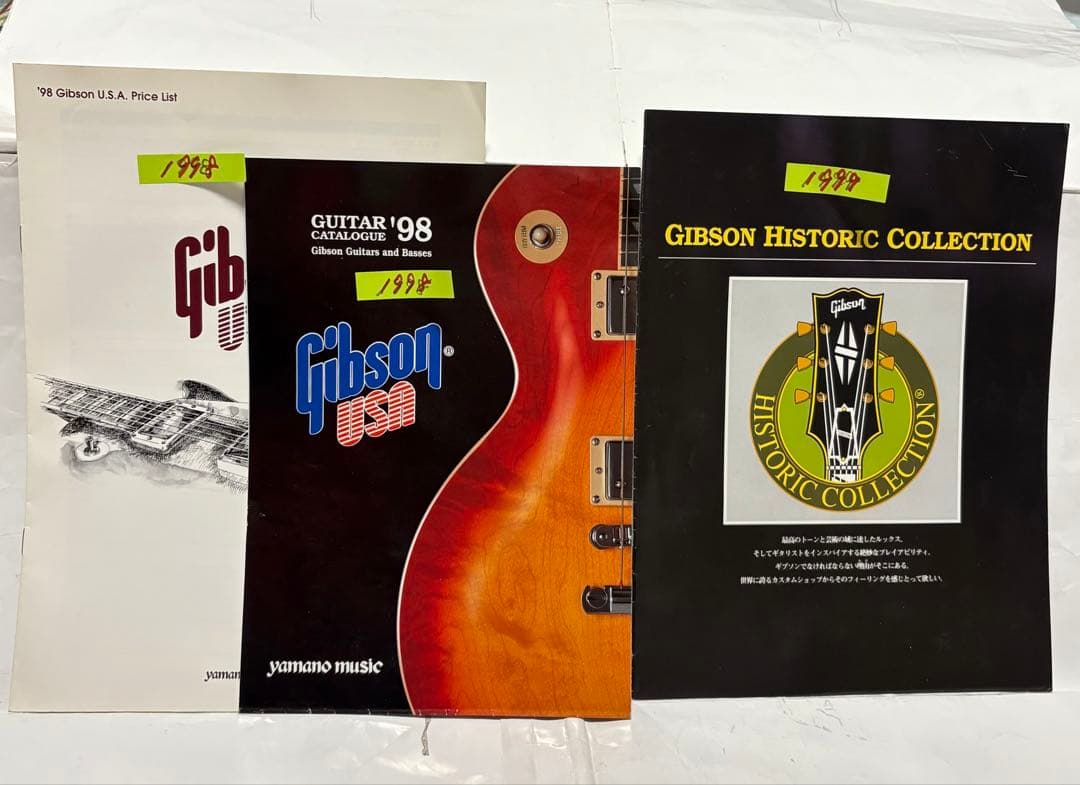 '98 Gibson U.S.A. Price List
1998
Gib
U
yaman
GUITAR '98
CATALOGUE
Gibson Guitars and Basses
1998
Gibson ®
USA
yamano music
1999
GIBSON HISTORIC COLLECTION
Gibson
HISTORIC COLLECTION ®
最高のトーンと芸術の域に達したルックス、
そしてギタリストをインスパイアする絶妙なプレイアビリティ。
ギブソンでなければならない理由がそこにある。
世界に誇るカスタムショップからそのフィーリングを感じとって欲しい。